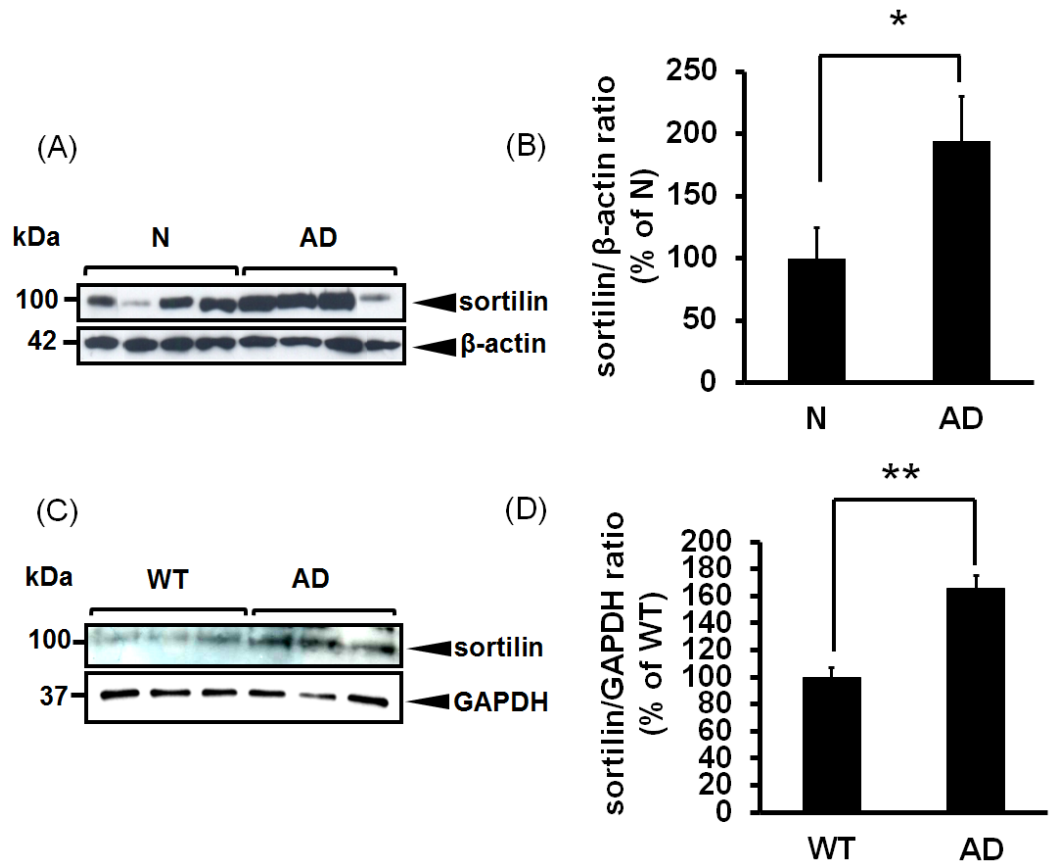 (A)
kDa
N
AD
100
sortilin
42
β-actin
(B)
*
sortilin/ β-actin ratio
(% of N)
250
200
150
100
50
0
N
AD
(C)
kDa
WT
AD
100
sortilin
37
GAPDH
(D)
**
sortilin/GAPDH ratio
(% of WT)
200
180
160
140
120
100
80
60
40
20
0
WT
AD